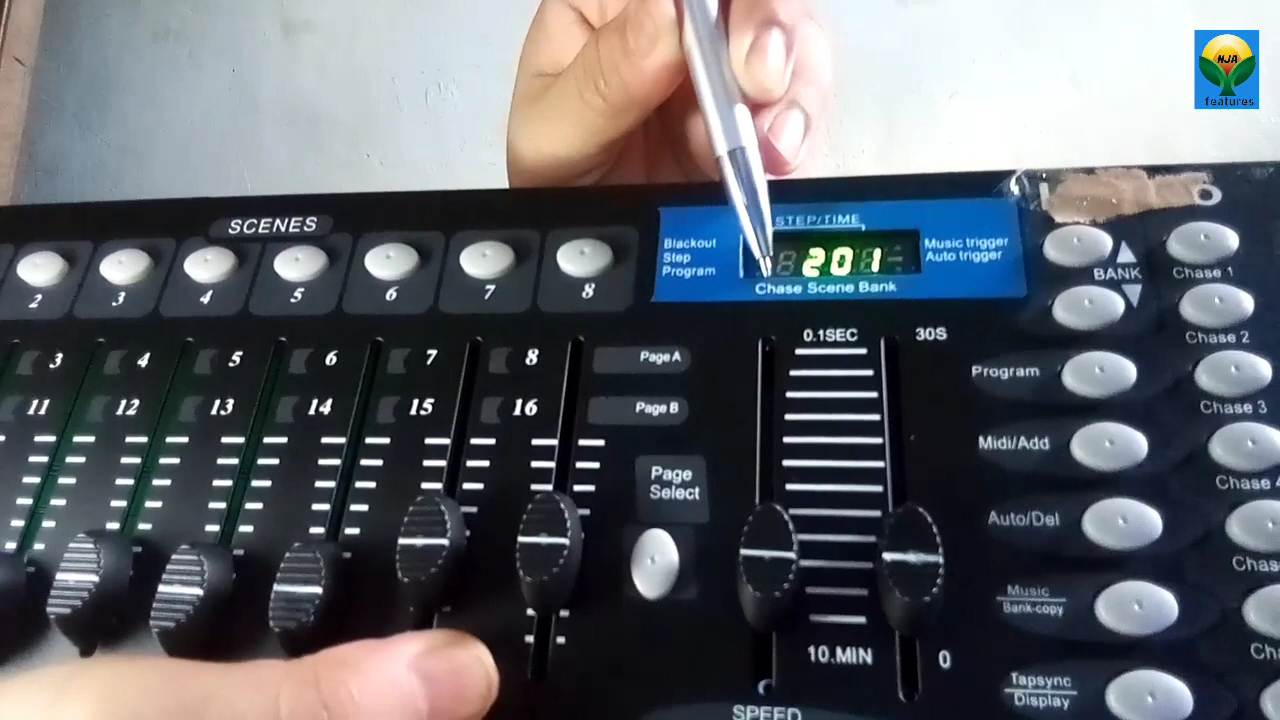 NJA
features
SCENES
2 3 4 5 6 7 8
STEP/TIME
Blackout
Step
Program
201
Music trigger
Auto trigger
Chase Scene Bank
BANK
Chase 1
Chase 2
3 4 5 6 7 8 Page A
11 12 13 14 15 16 Page B
0.1SEC 30S
Program
Chase 3
Midi/Add
Chase 4
Page
Select
Auto/Del
Music
Bank-copy
10.MIN 0
Tapsync
Display
SPEED